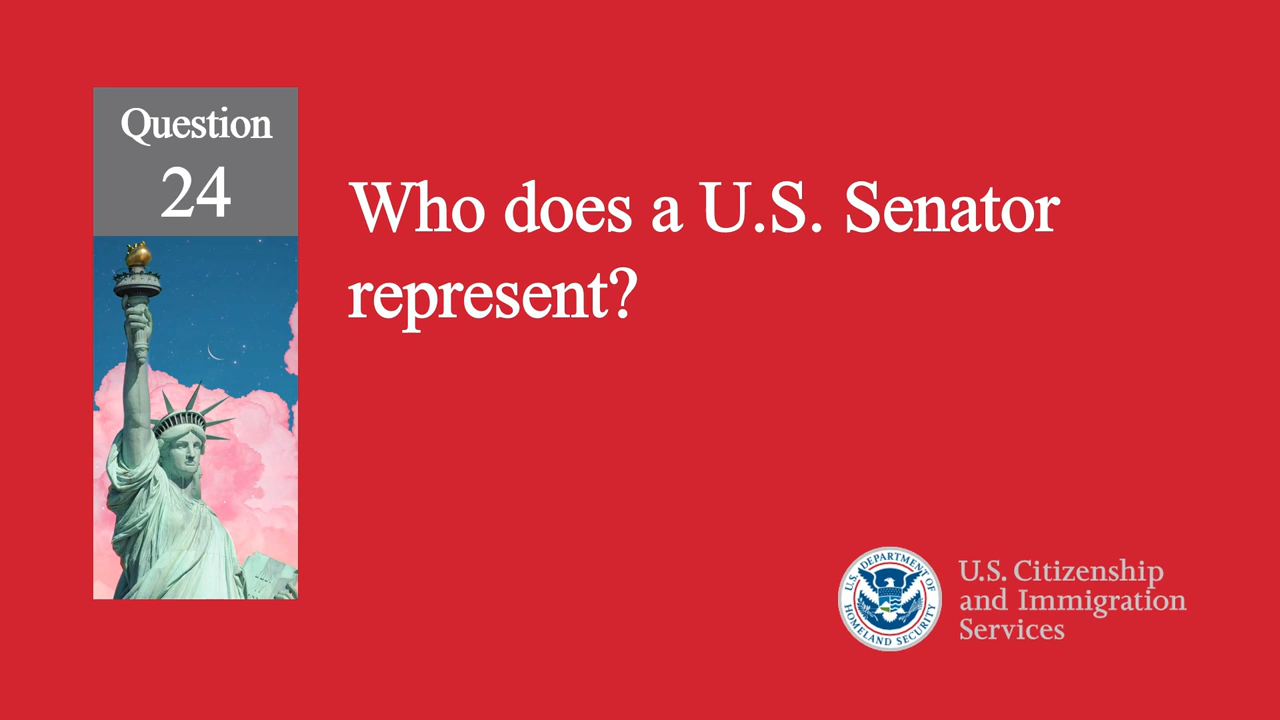 Question
24
Who does a U.S. Senator
represent?
U.S. DEPARTMENT OF
HOMELAND SECURITY
U.S. Citizenship
and Immigration
Services